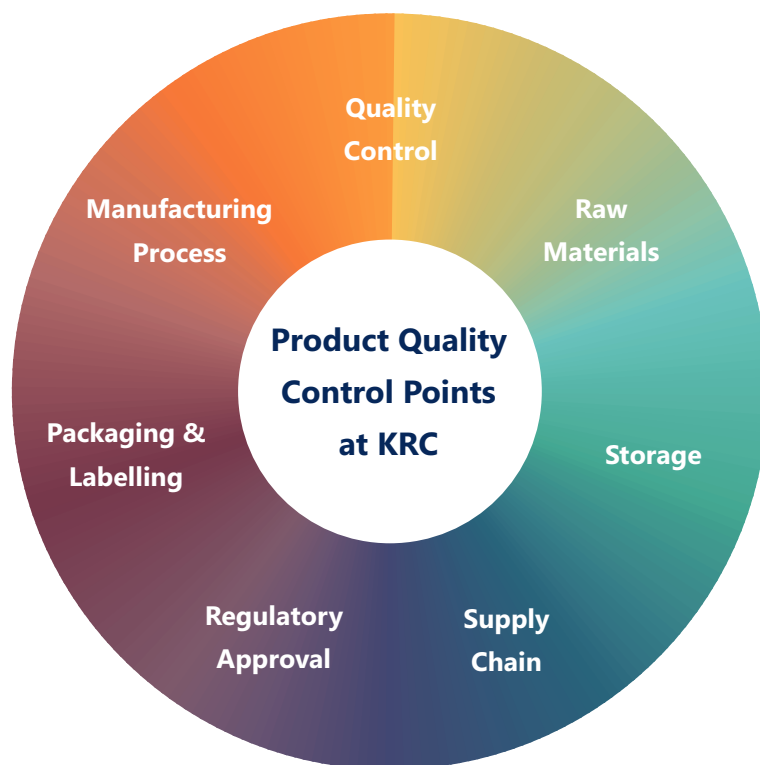 Quality
Control
Raw
Materials
Storage
Supply
Chain
Regulatory
Approval
Packaging &
Labelling
Manufacturing
Process
Product Quality
Control Points
at KRC